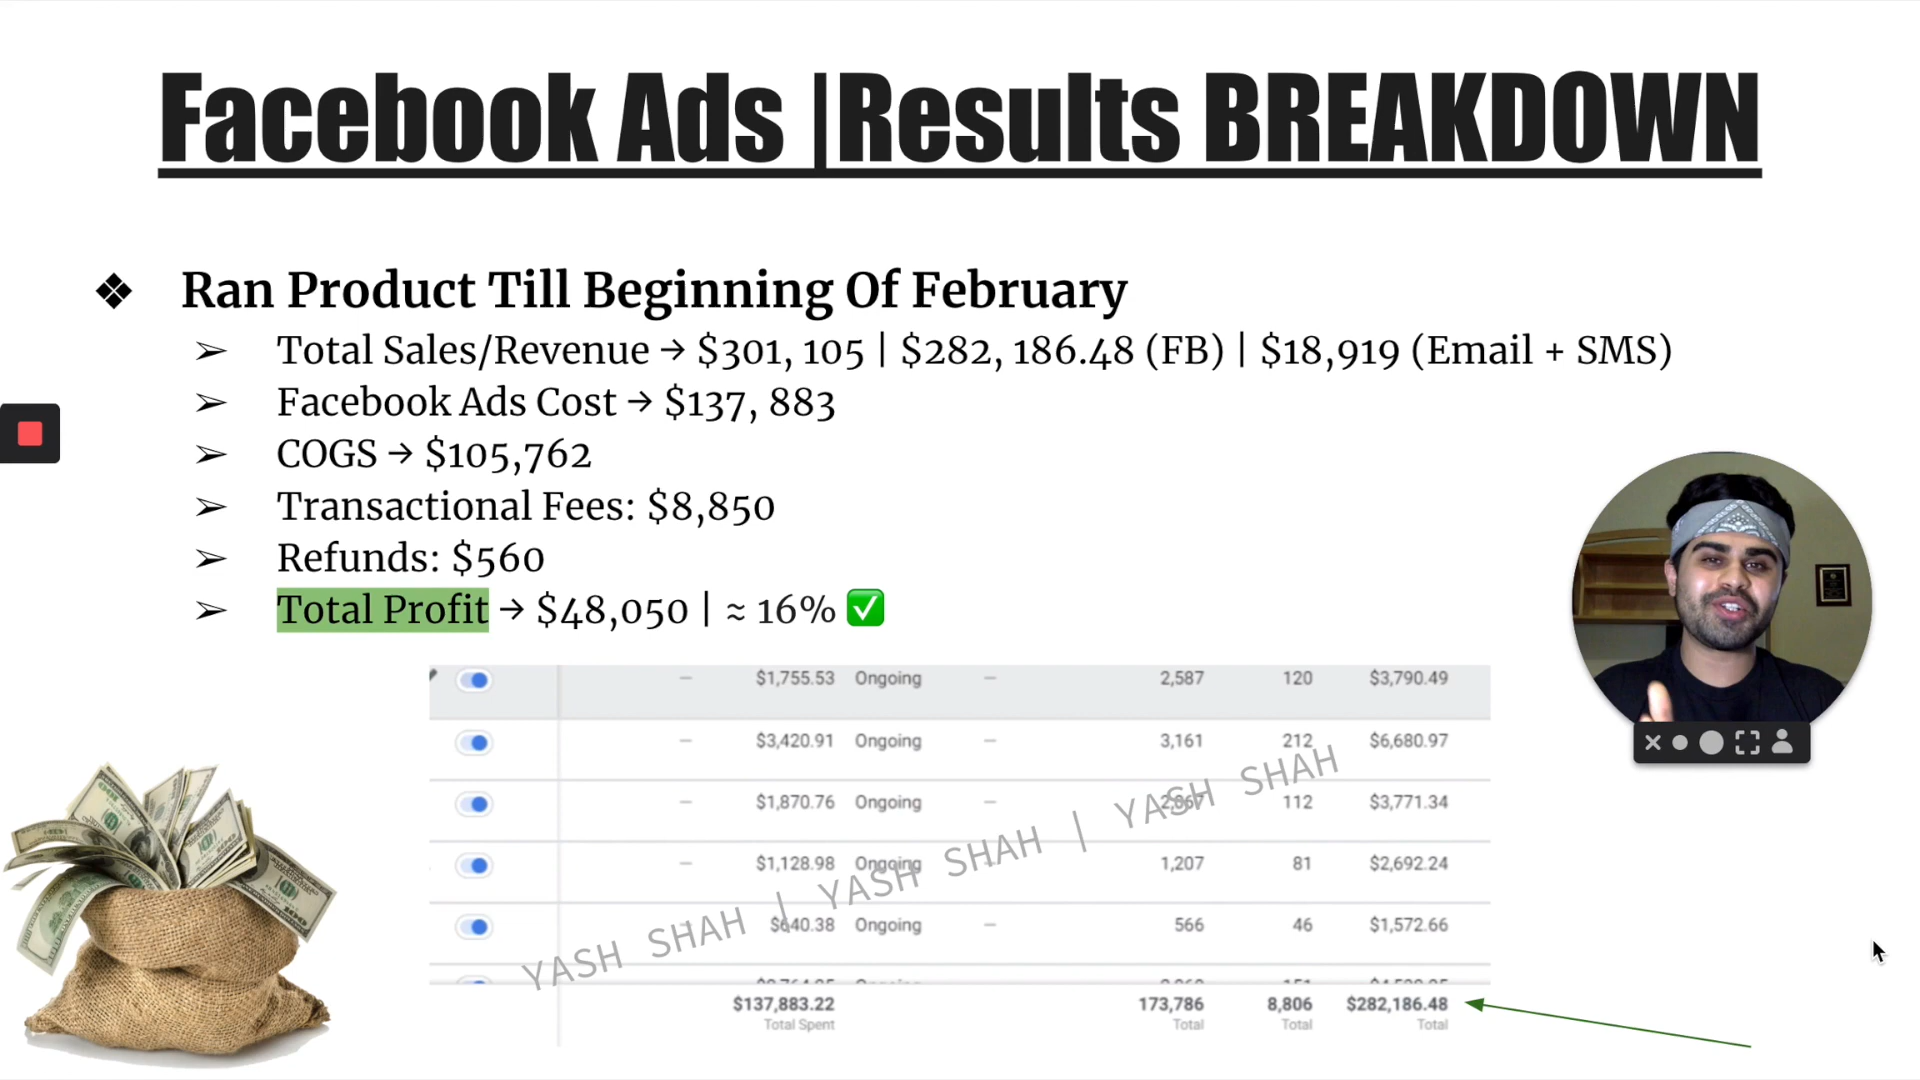 Facebook Ads |Results BREAKDOWN
❖ Ran Product Till Beginning Of February
➢ Total Sales/Revenue → $301, 105 | $282, 186.48 (FB) | $18,919 (Email + SMS)
➢ Facebook Ads Cost → $137, 883
➢ COGS → $105,762
➢ Transactional Fees: $8,850
➢ Refunds: $560
➢ Total Profit → $48,050 | ≈ 16% ✅
— $1,755.53 Ongoing — 2,587 120 $3,790.49
— $3,420.91 Ongoing — 3,161 212 $6,680.97
— $1,870.76 Ongoing — 112 $3,771.34
— $1,128.98 Ongoing — 1,207 81 $2,692.24
$640.38 Ongoing — 566 46 $1,572.66
$137,883.22 173,786 8,806 $282,186.48
Total Spent Total Total Total
YASH SHAH | YASH SHAH | YASH SHAH